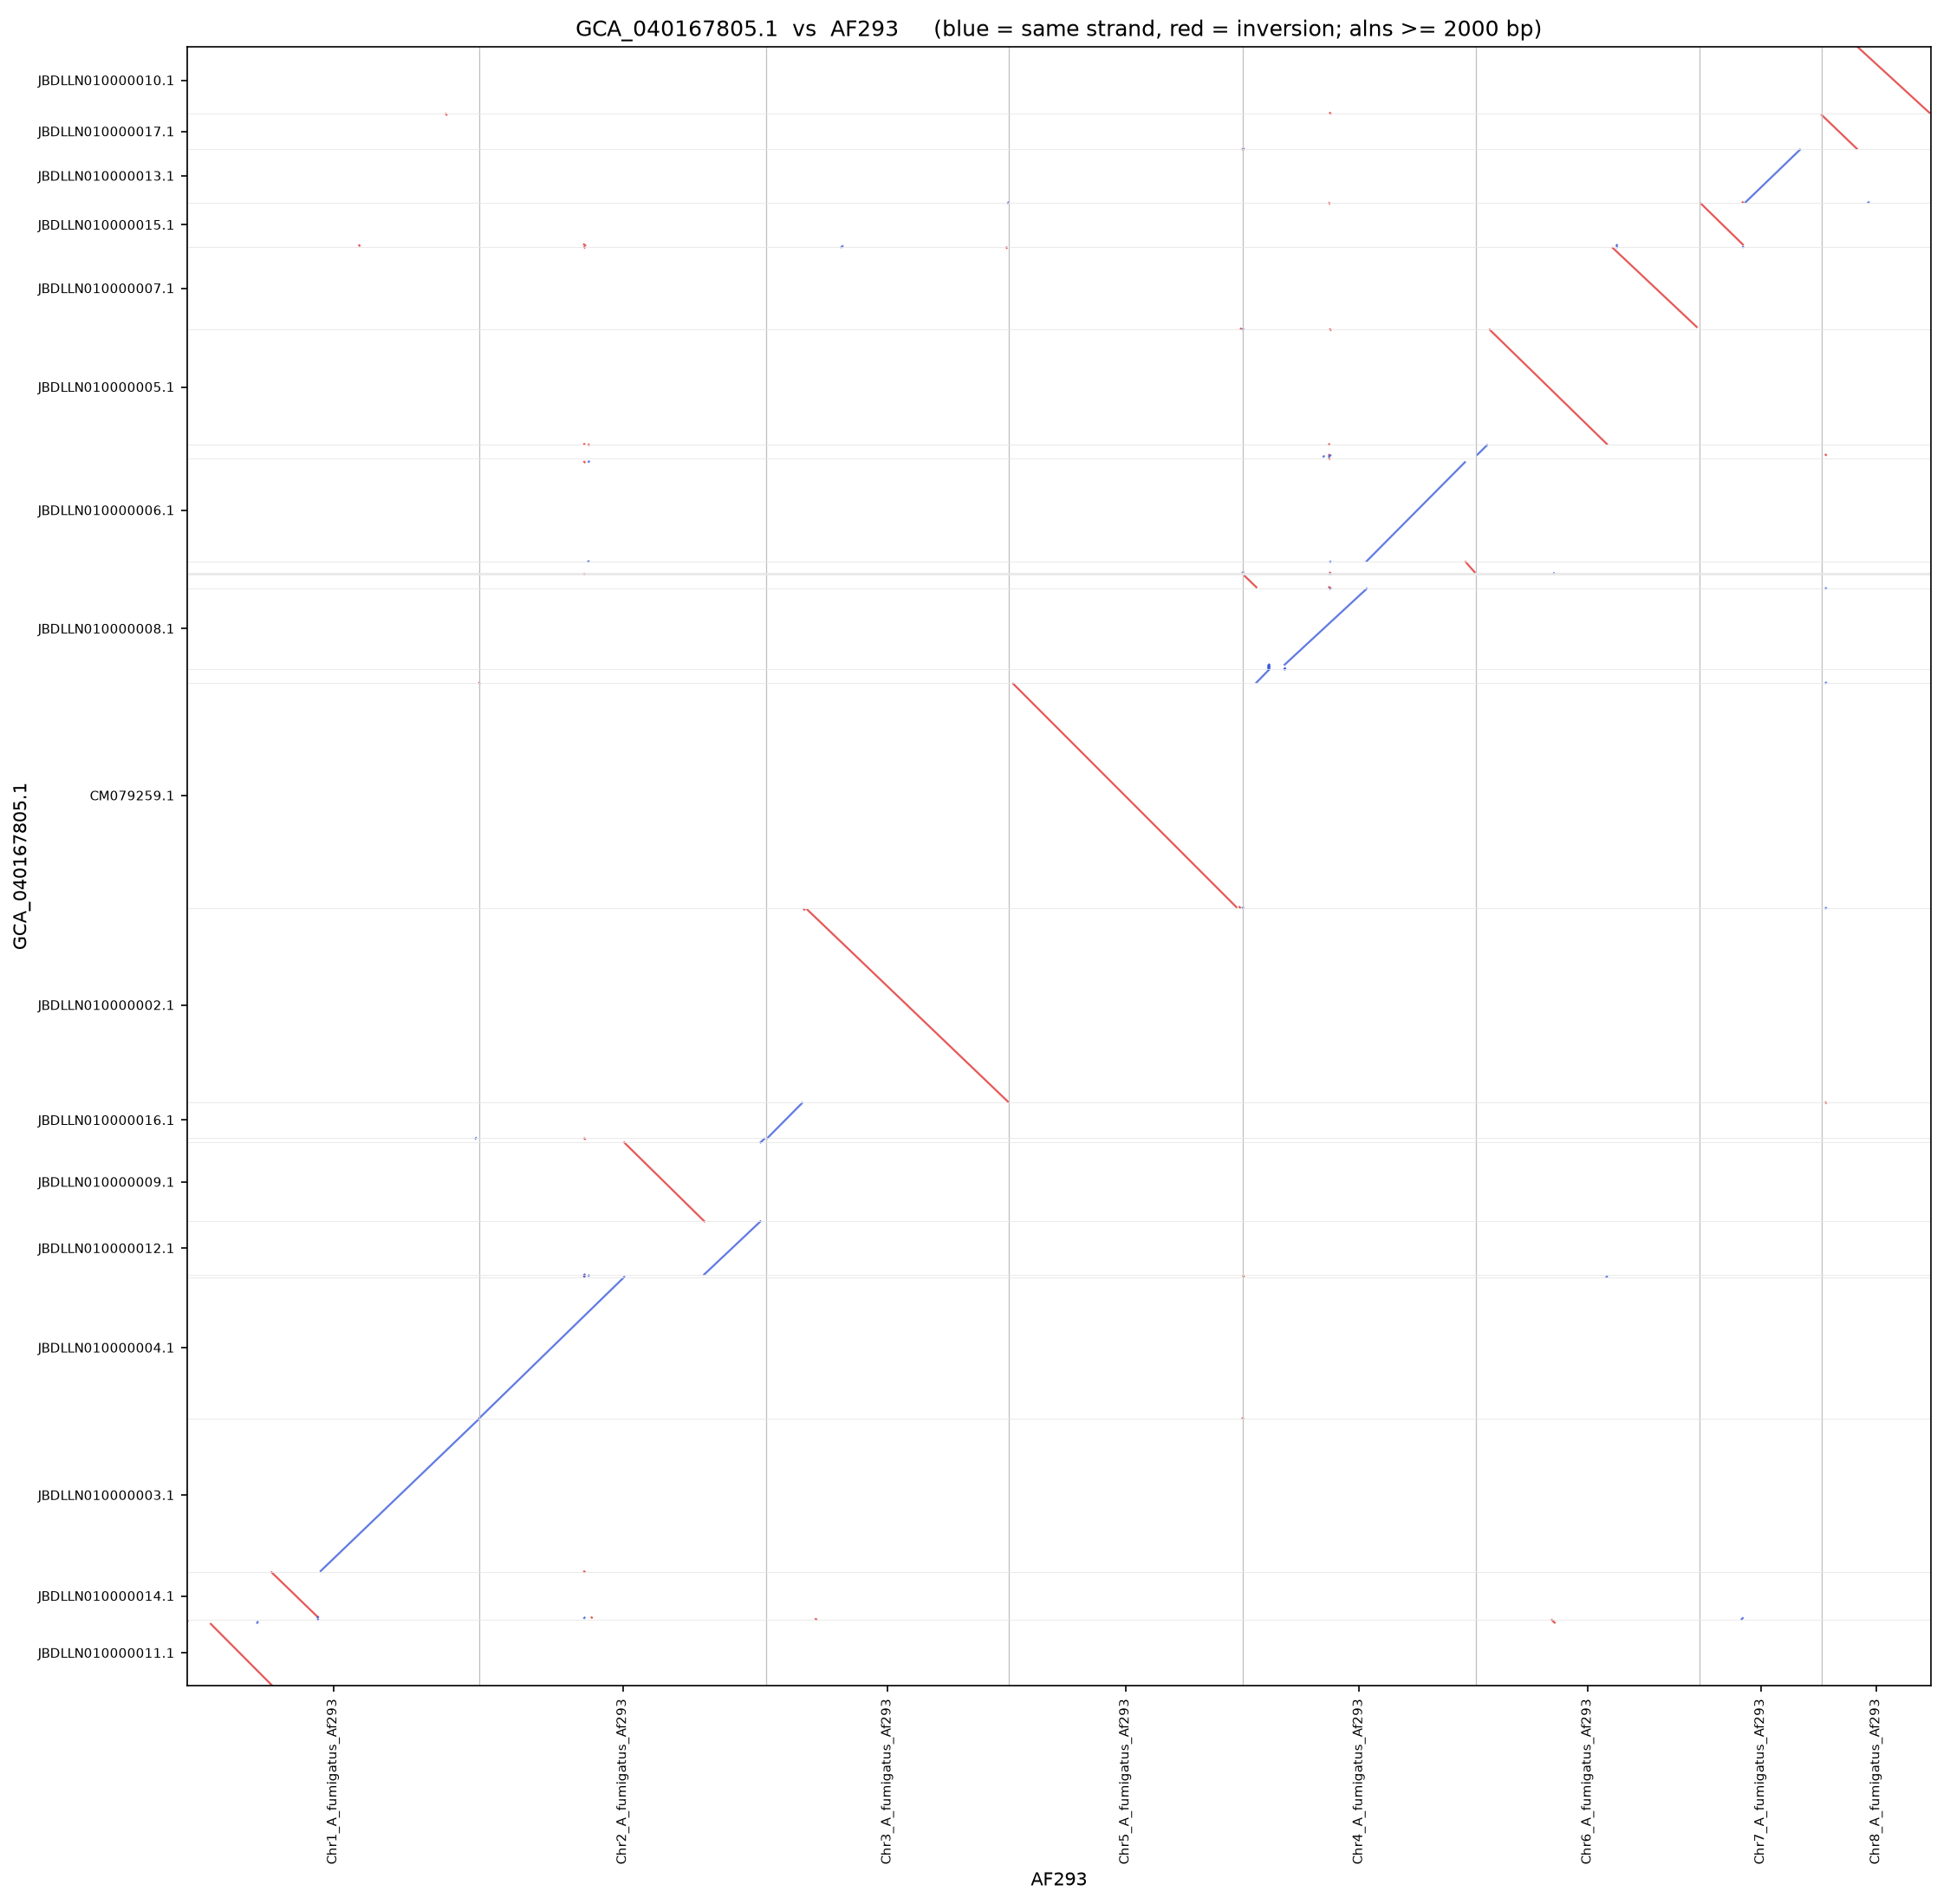 GCA_040167805.1  vs  AF293     (blue = same strand, red = inversion; alns >= 2000 bp)
JBDLLN010000010.1
JBDLLN010000017.1
JBDLLN010000013.1
JBDLLN010000015.1
JBDLLN010000007.1
JBDLLN010000005.1
JBDLLN010000006.1
JBDLLN010000008.1
CM079259.1
JBDLLN010000002.1
JBDLLN010000016.1
JBDLLN010000009.1
JBDLLN010000012.1
JBDLLN010000004.1
JBDLLN010000003.1
JBDLLN010000014.1
JBDLLN010000011.1
GCA_040167805.1
Chr1_A_fumigatus_Af293
Chr2_A_fumigatus_Af293
Chr3_A_fumigatus_Af293
Chr5_A_fumigatus_Af293
Chr4_A_fumigatus_Af293
Chr6_A_fumigatus_Af293
Chr7_A_fumigatus_Af293
Chr8_A_fumigatus_Af293
AF293